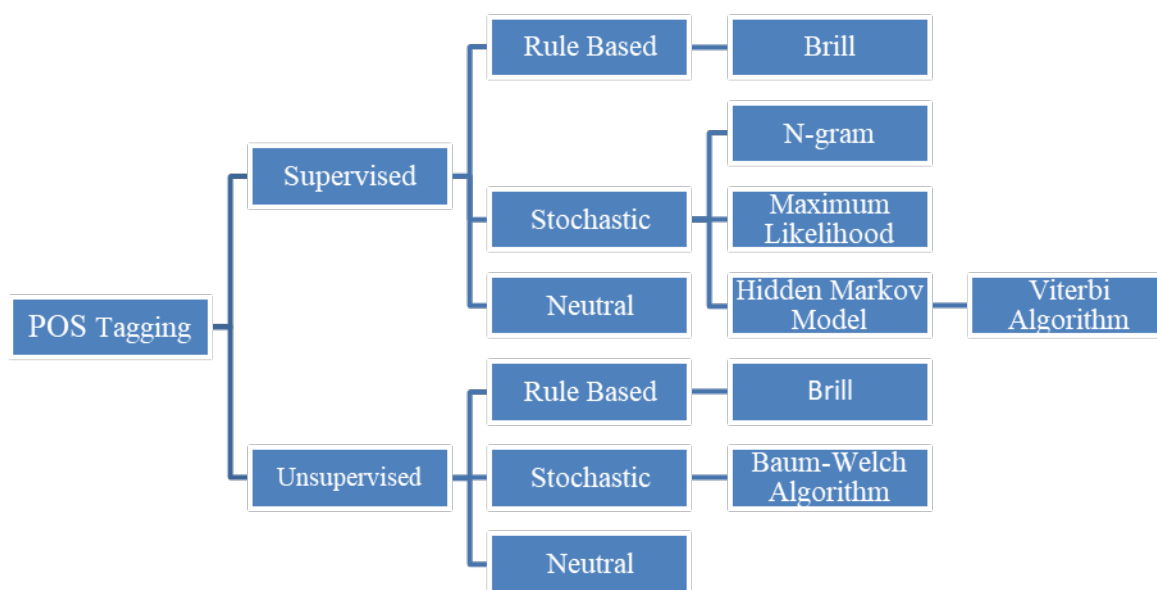 POS Tagging
Supervised
Rule Based
Brill
Stochastic
N-gram
Maximum
Likelihood
Hidden Markov
Model
Viterbi
Algorithm
Neutral
Unsupervised
Rule Based
Brill
Stochastic
Baum-Welch
Algorithm
Neutral